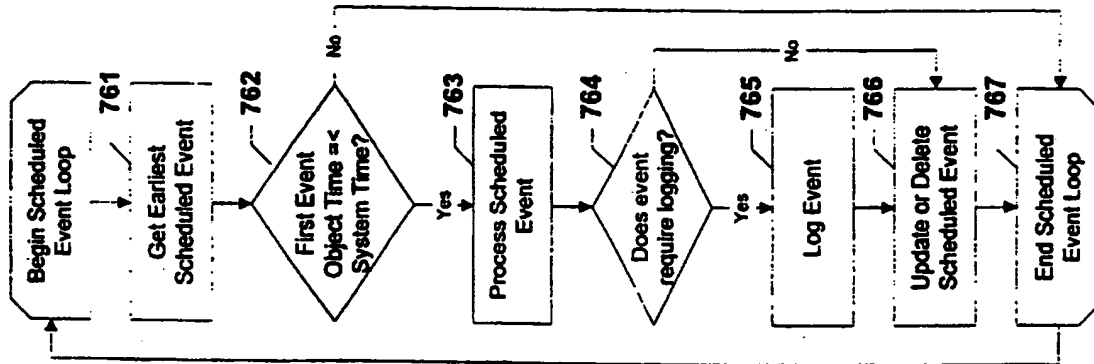 Begin Scheduled
Event Loop
761
Get Earliest
Scheduled Event
762
First Event
Object Time =<
System Time?
No
Yes
763
Process Scheduled
Event
764
Does event
require logging?
No
Yes
765
Log Event
766
Update or Delete
Scheduled Event
767
End Scheduled
Event Loop